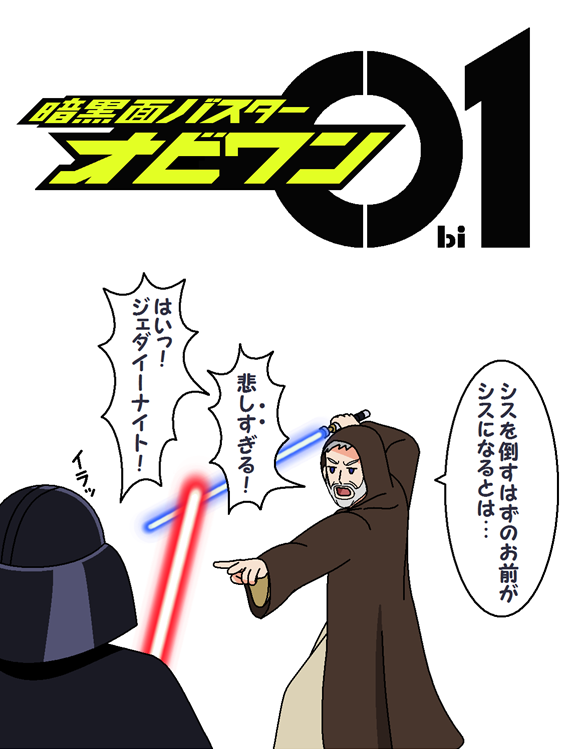 暗黒面バスター
オビワン
01
bi
シスを倒すはずのお前が
シスになるとは…
悲しすぎる！
はいっ！
ジェダイーナイト！
イラッ